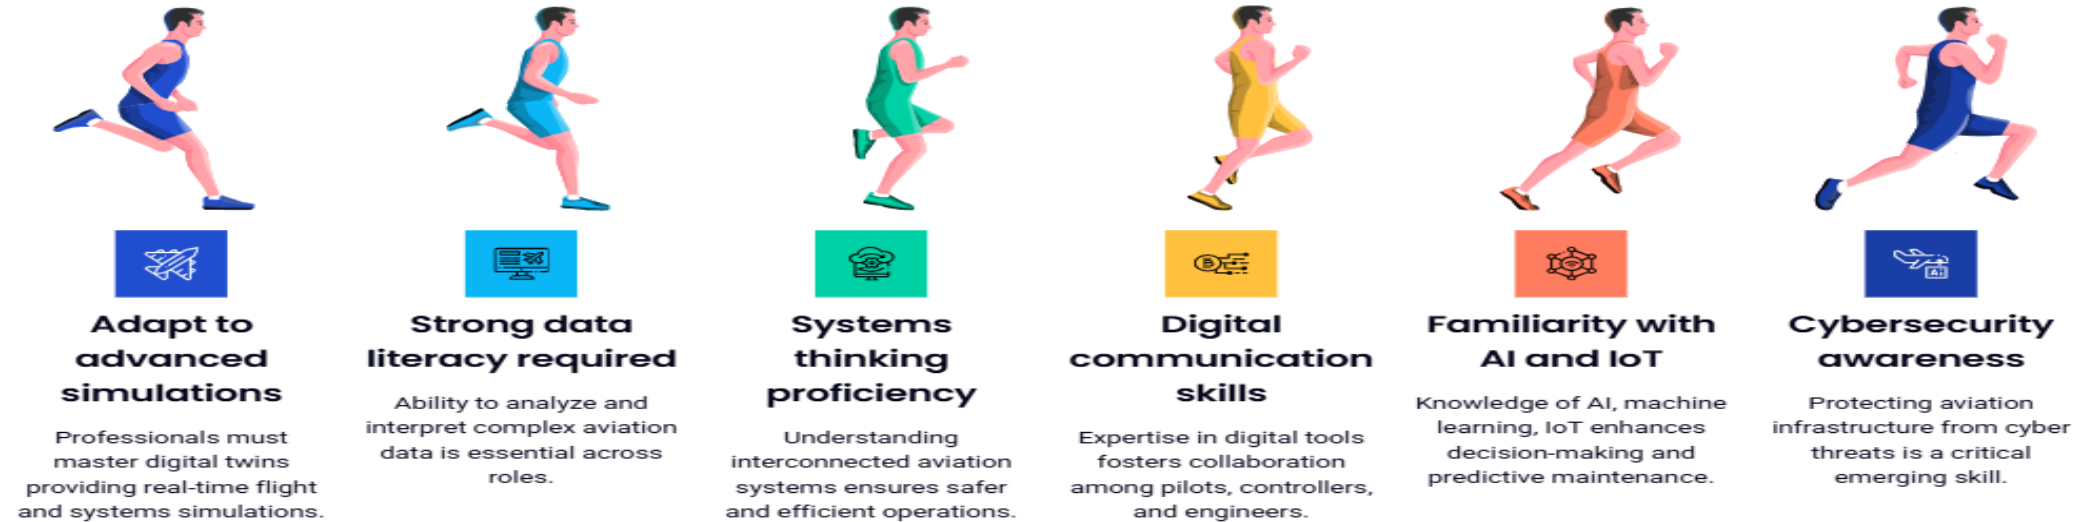 Adapt to
advanced
simulations
Professionals must
master digital twins
providing real-time flight
and systems simulations.
Strong data
literacy required
Ability to analyze and
interpret complex aviation
data is essential across
roles.
Systems
thinking
proficiency
Understanding
interconnected aviation
systems ensures safer
and efficient operations.
Digital
communication
skills
Expertise in digital tools
fosters collaboration
among pilots, controllers,
and engineers.
Familiarity with
AI and IoT
Knowledge of AI, machine
learning, IoT enhances
decision-making and
predictive maintenance.
Ai
Cybersecurity
awareness
Protecting aviation
infrastructure from cyber
threats is a critical
emerging skill.